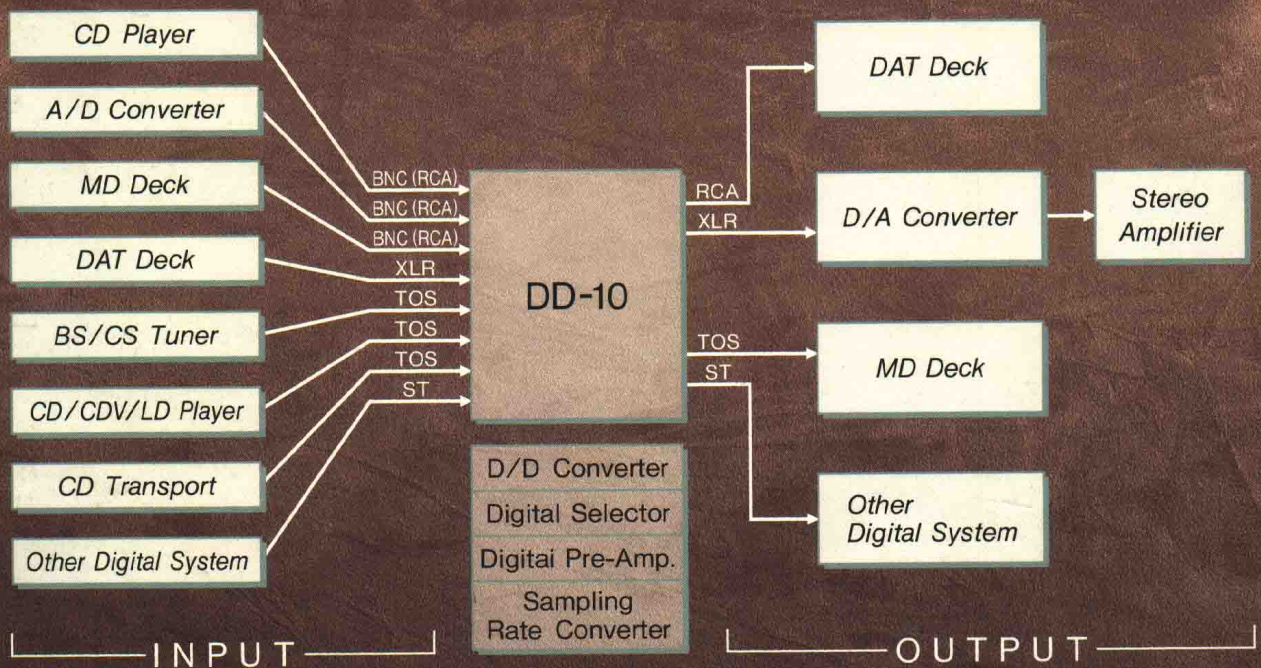 CD Player
A/D Converter
MD Deck
DAT Deck
BS/CS Tuner
CD/CDV/LD Player
CD Transport
Other Digital System
BNC (RCA)
BNC (RCA)
BNC (RCA)
XLR
TOS
TOS
TOS
ST
DD-10
D/D Converter
Digital Selector
Digitai Pre-Amp.
Sampling
Rate Converter
RCA
XLR
TOS
ST
DAT Deck
D/A Converter
Stereo
Amplifier
MD Deck
Other
Digital System
INPUT
OUTPUT